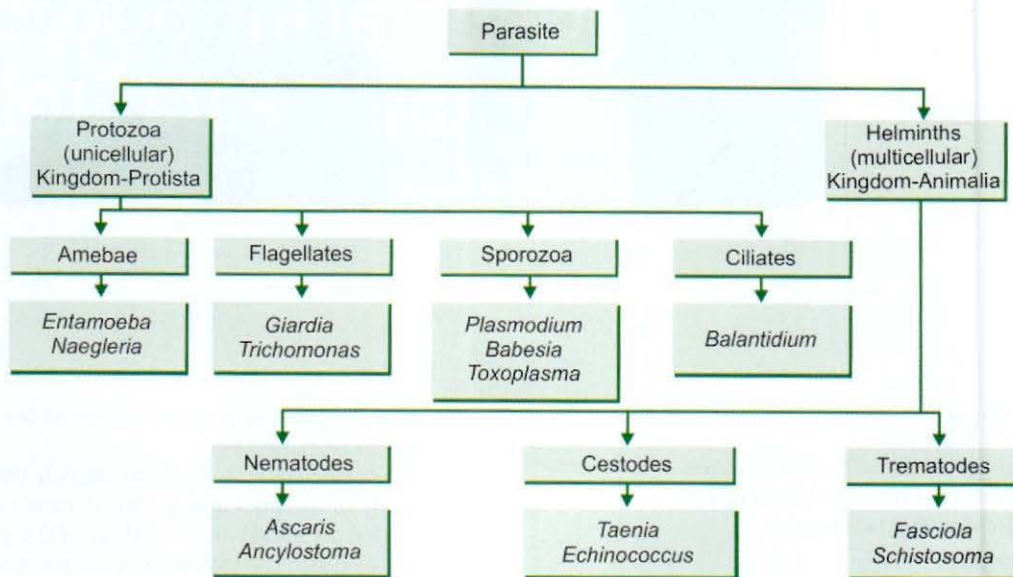 Parasite
Protozoa
(unicellular)
Kingdom-Protista
Helminths
(multicellular)
Kingdom-Animalia
Amebae
Flagellates
Sporozoa
Ciliates
Entamoeba
Naegleria
Giardia
Trichomonas
Plasmodium
Babesia
Toxoplasma
Balantidium
Nematodes
Cestodes
Trematodes
Ascaris
Ancylostoma
Taenia
Echinococcus
Fasciola
Schistosoma